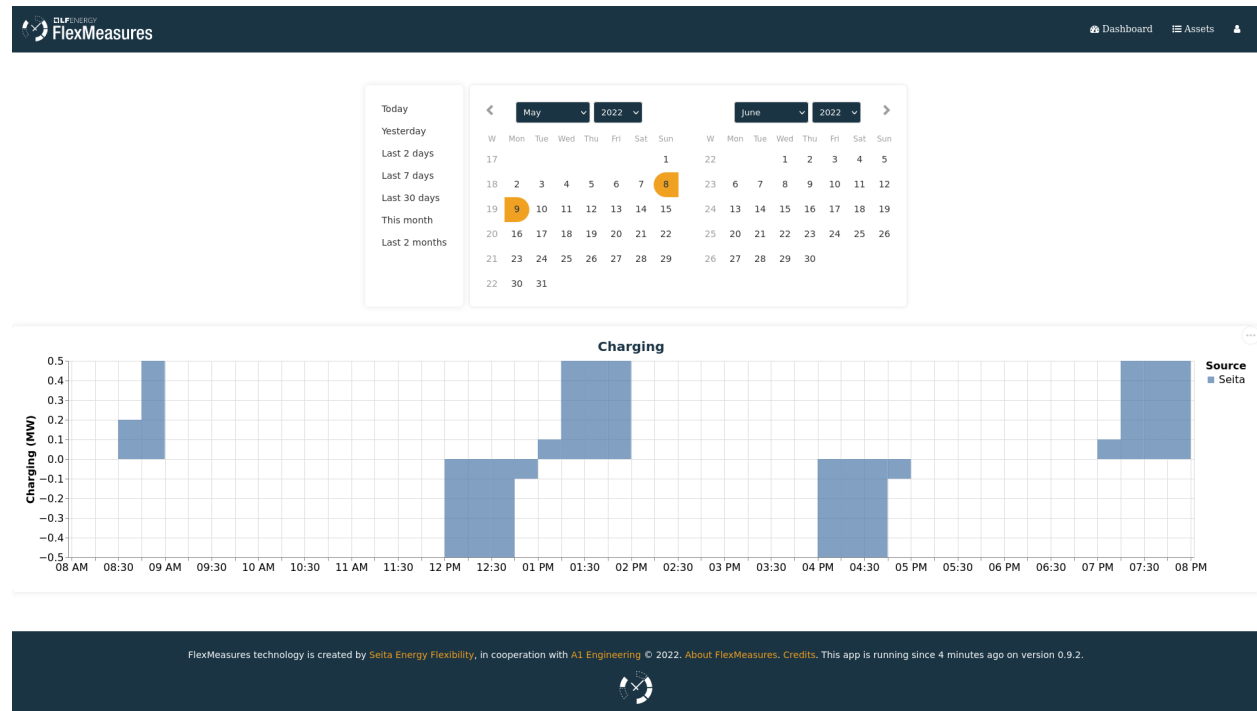 LFENERGY
FlexMeasures
Dashboard Assets
Today
Yesterday
Last 2 days
Last 7 days
Last 30 days
This month
Last 2 months
May 2022
W Mon Tue Wed Thu Fri Sat Sun
17 1
18 2 3 4 5 6 7 8
19 9 10 11 12 13 14 15
20 16 17 18 19 20 21 22
21 23 24 25 26 27 28 29
22 30 31
June 2022
W Mon Tue Wed Thu Fri Sat Sun
22 1 2 3 4 5
23 6 7 8 9 10 11 12
24 13 14 15 16 17 18 19
25 20 21 22 23 24 25 26
26 27 28 29 30
Charging
Charging (MW)
0.5
0.4
0.3
0.2
0.1
0.0
−0.1
−0.2
−0.3
−0.4
−0.5
08 AM 08:30 09 AM 09:30 10 AM 10:30 11 AM 11:30 12 PM 12:30 01 PM 01:30 02 PM 02:30 03 PM 03:30 04 PM 04:30 05 PM 05:30 06 PM 06:30 07 PM 07:30 08 PM
Source
Seita
FlexMeasures technology is created by Seita Energy Flexibility, in cooperation with A1 Engineering © 2022. About FlexMeasures. Credits. This app is running since 4 minutes ago on version 0.9.2.